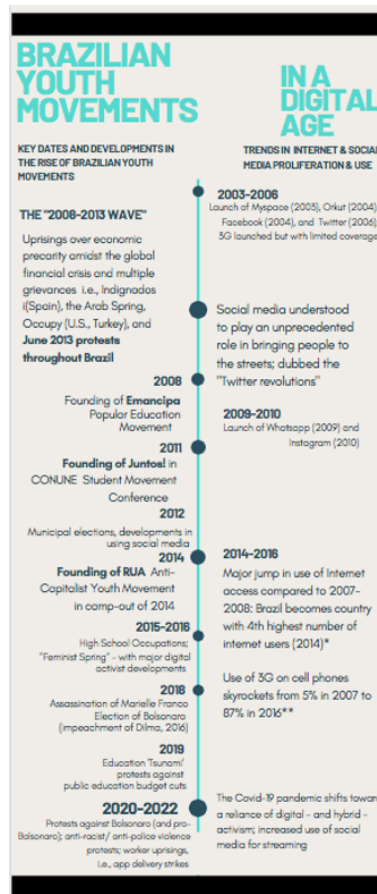 BRAZILIAN
YOUTH
MOVEMENTS
IN A
DIGITAL
AGE
KEY DATES AND DEVELOPMENTS IN
THE RISE OF BRAZILIAN YOUTH
MOVEMENTS
TRENDS IN INTERNET & SOCIAL
MEDIA PROLIFERATION & USE
2003-2006
Launch of Myspace (2003), Orkut (2004)
Facebook (2004), and Twitter (2006);
3G launched but with limited coverage
THE "2008-2013 WAVE"
Uprisings over economic
precarity amidst the global
financial crisis and multiple
grievances i.e., Indignados
i(Spain), the Arab Spring,
Occupy (U.S., Turkey), and
June 2013 protests
throughout Brazil
Social media understood
to play an unprecedented
role in bringing people to
the streets; dubbed the
"Twitter revolutions"
2008
Founding of Emancipa
Popular Education
Movement
2009-2010
Launch of Whatsapp (2009) and
Instagram (2010)
2011
Founding of Juntos! in
CONUNE Student Movement
Conference
2012
Municipal elections, developments in
using social media
2014
Founding of RUA Anti-
Capitalist Youth Movement
in camp-out of 2014
2014-2016
Major jump in use of Internet
access compared to 2007-
2008: Brazil becomes country
with 4th highest number of
internet users (2014)*
Use of 3G on cell phones
skyrockets from 5% in 2007 to
87% in 2016**
2015-2016
High School Occupations;
"Feminist Spring" - with major digital
activist developments
2018
Assassination of Marielle Franco
Election of Bolsonaro
(impeachment of Dilma, 2016)
2019
Education 'Tsunami'
protests against
public education budget cuts
2020-2022
Protests against Bolsonaro (and pro-
Bolsonaro); anti-racist/ anti-police violence
protests; worker uprisings,
i.e., app delivery strikes
The Covid-19 pandemic shifts towar
a reliance of digital - and hybrid -
activism; increased use of social
media for streaming